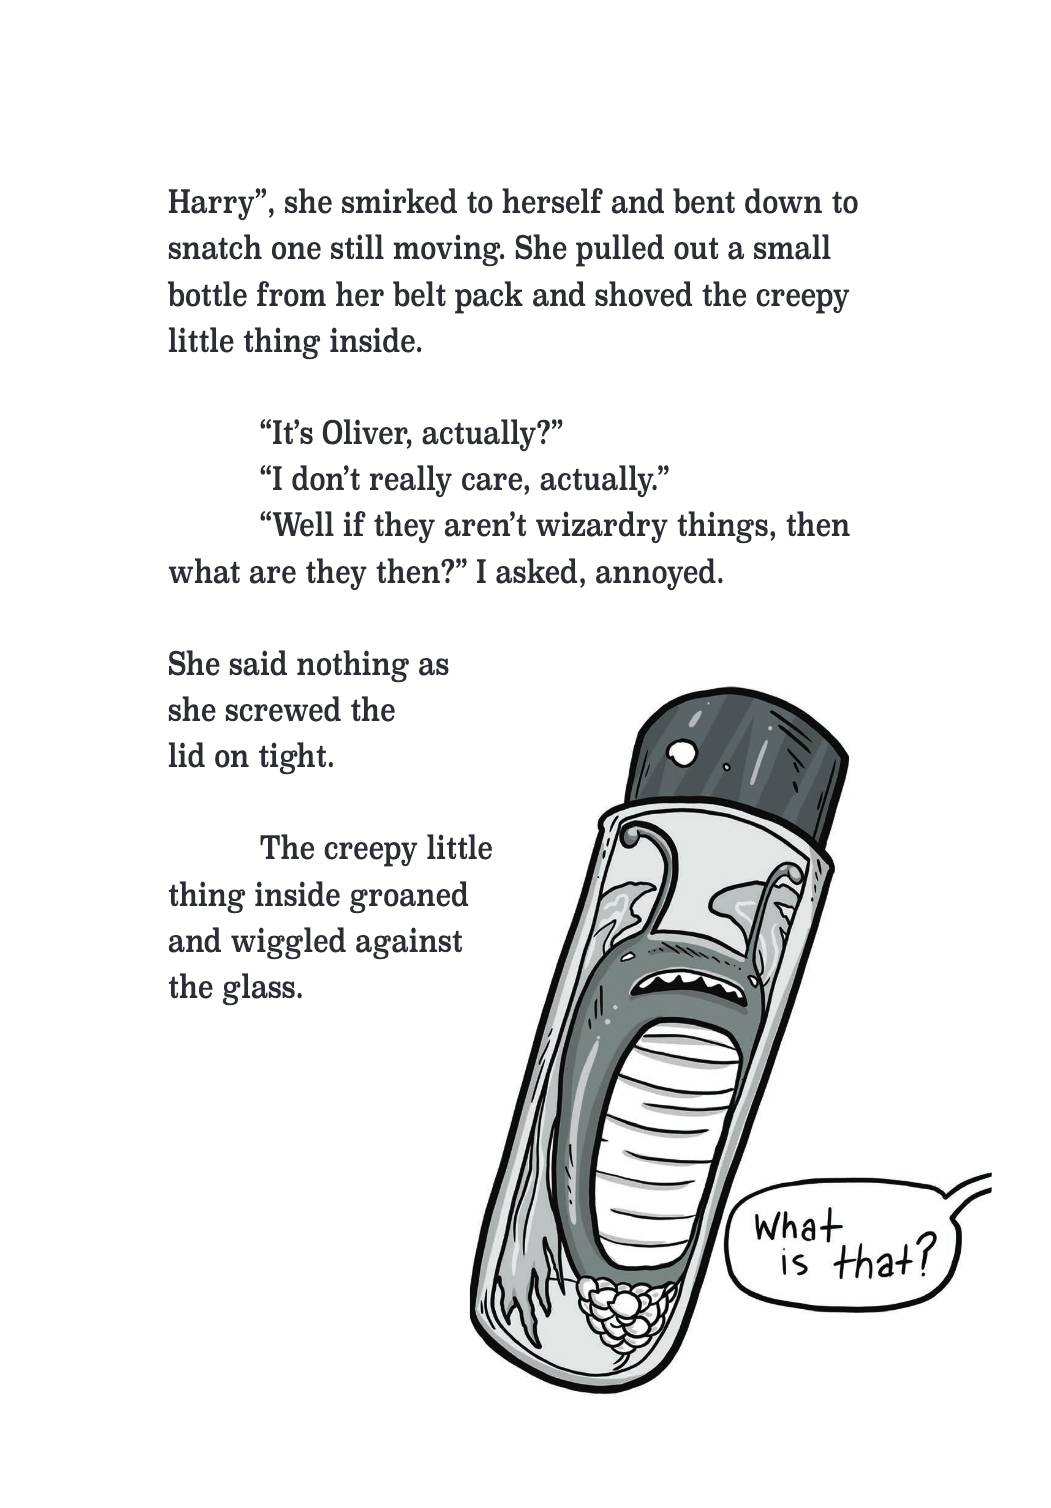 Harry”, she smirked to herself and bent down to
snatch one still moving. She pulled out a small
bottle from her belt pack and shoved the creepy
little thing inside.
“It’s Oliver, actually?”
“I don’t really care, actually.”
“Well if they aren’t wizardry things, then
what are they then?” I asked, annoyed.
She said nothing as
she screwed the
lid on tight.
The creepy little
thing inside groaned
and wiggled against
the glass.
What
is that?